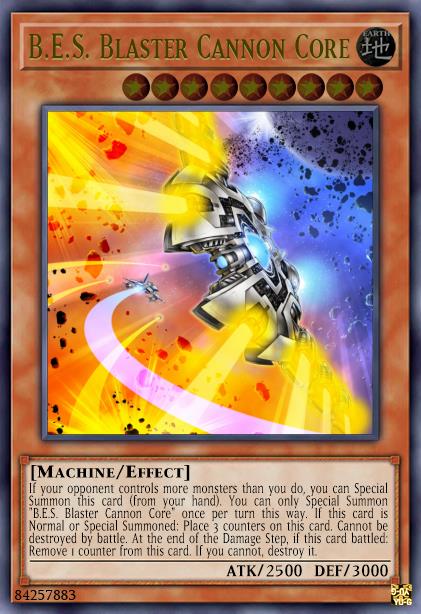 B.E.S. Blaster Cannon Core
EARTH
地
[Machine/Effect]
If your opponent controls more monsters than you do, you can Special
Summon this card (from your hand). You can only Special Summon
"B.E.S. Blaster Cannon Core" once per turn this way. If this card is
Normal or Special Summoned: Place 3 counters on this card. Cannot be
destroyed by battle. At the end of the Damage Step, if this card battled:
Remove 1 counter from this card. If you cannot, destroy it.
ATK/2500 DEF/3000
84257883